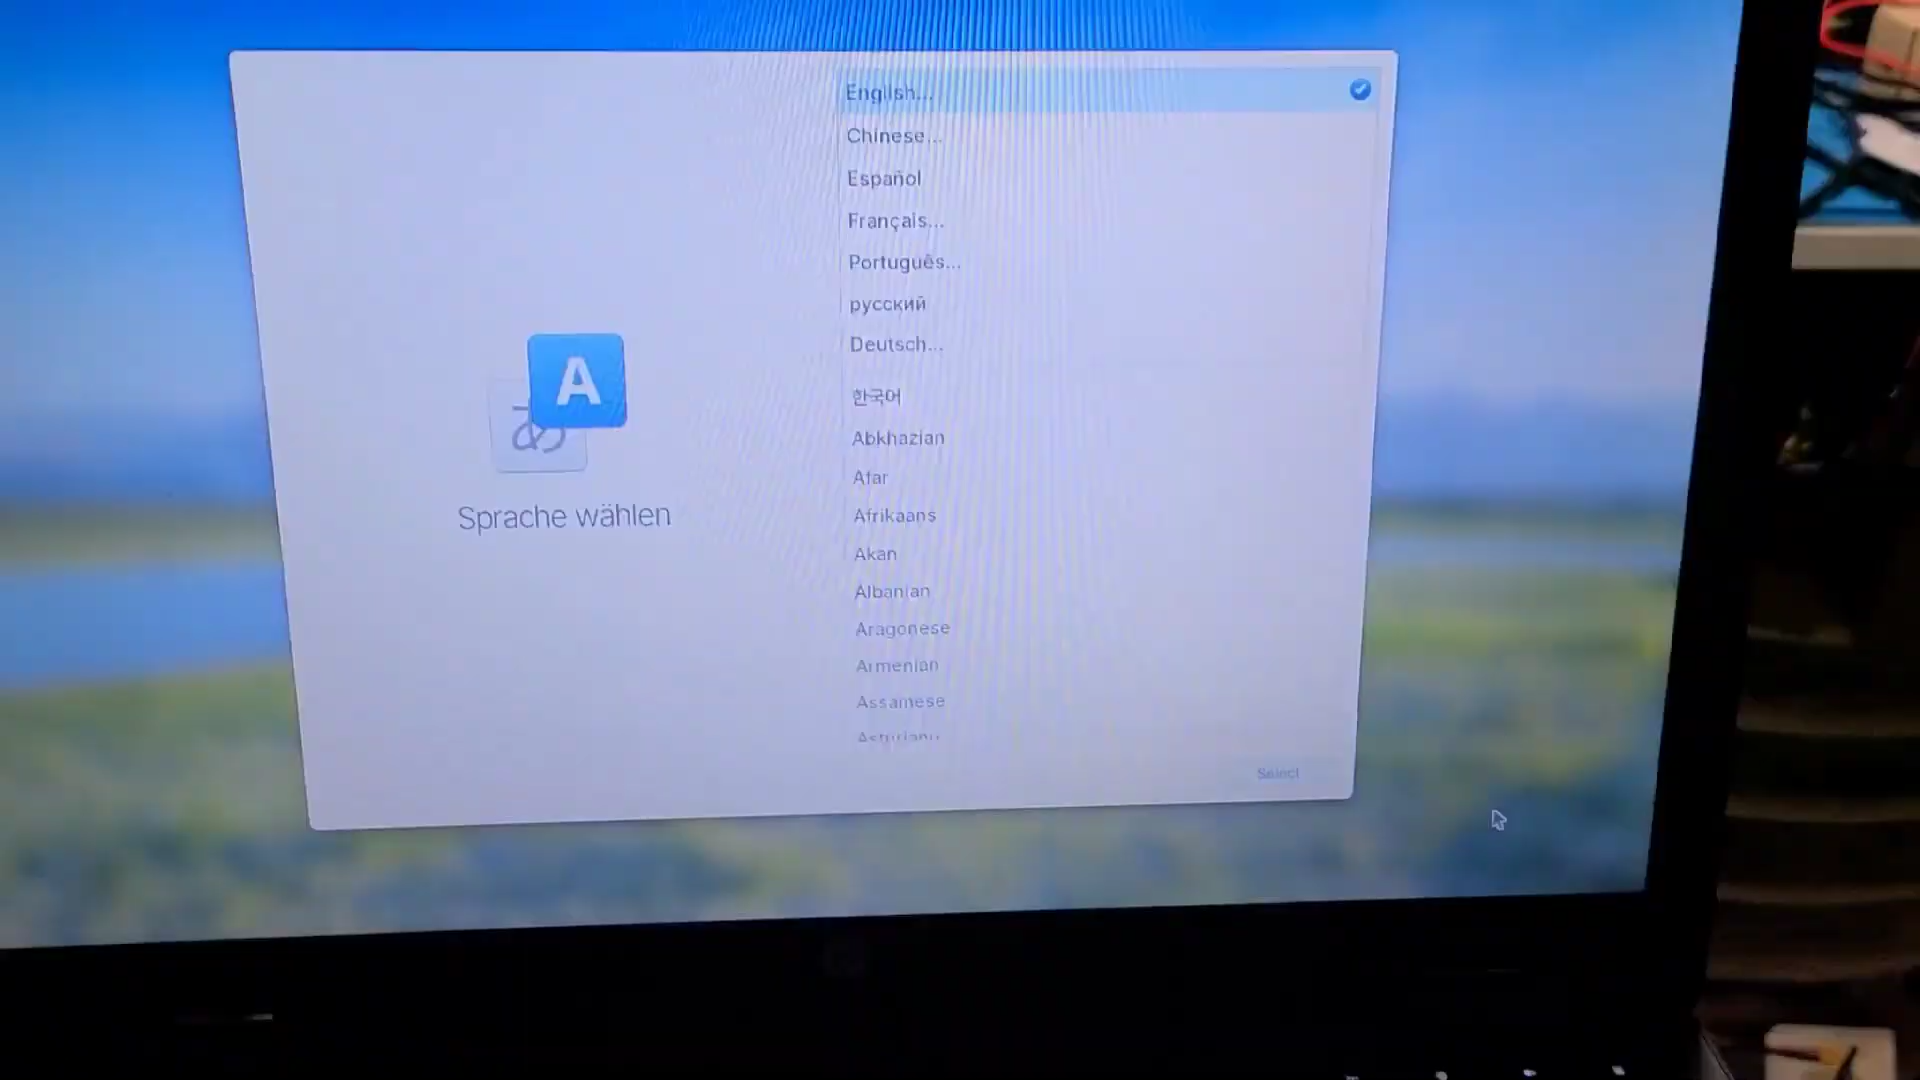 English...
Chinese...
Español
Français...
Português...
русский
Deutsch...
한국어
Abkhazian
Afar
Afrikaans
Akan
Albanian
Aragonese
Armenian
Assamese
Asturianu
A
あ
Sprache wählen
Select